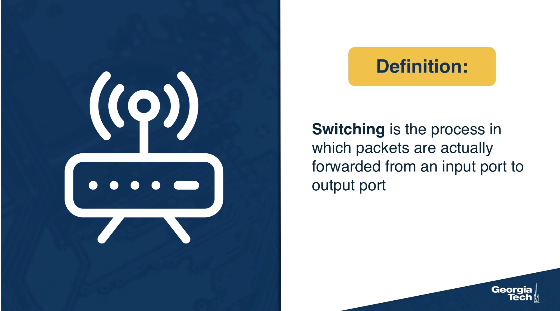 Definition:
Switching is the process in
which packets are actually
forwarded from an input port to
output port
Georgia
Tech